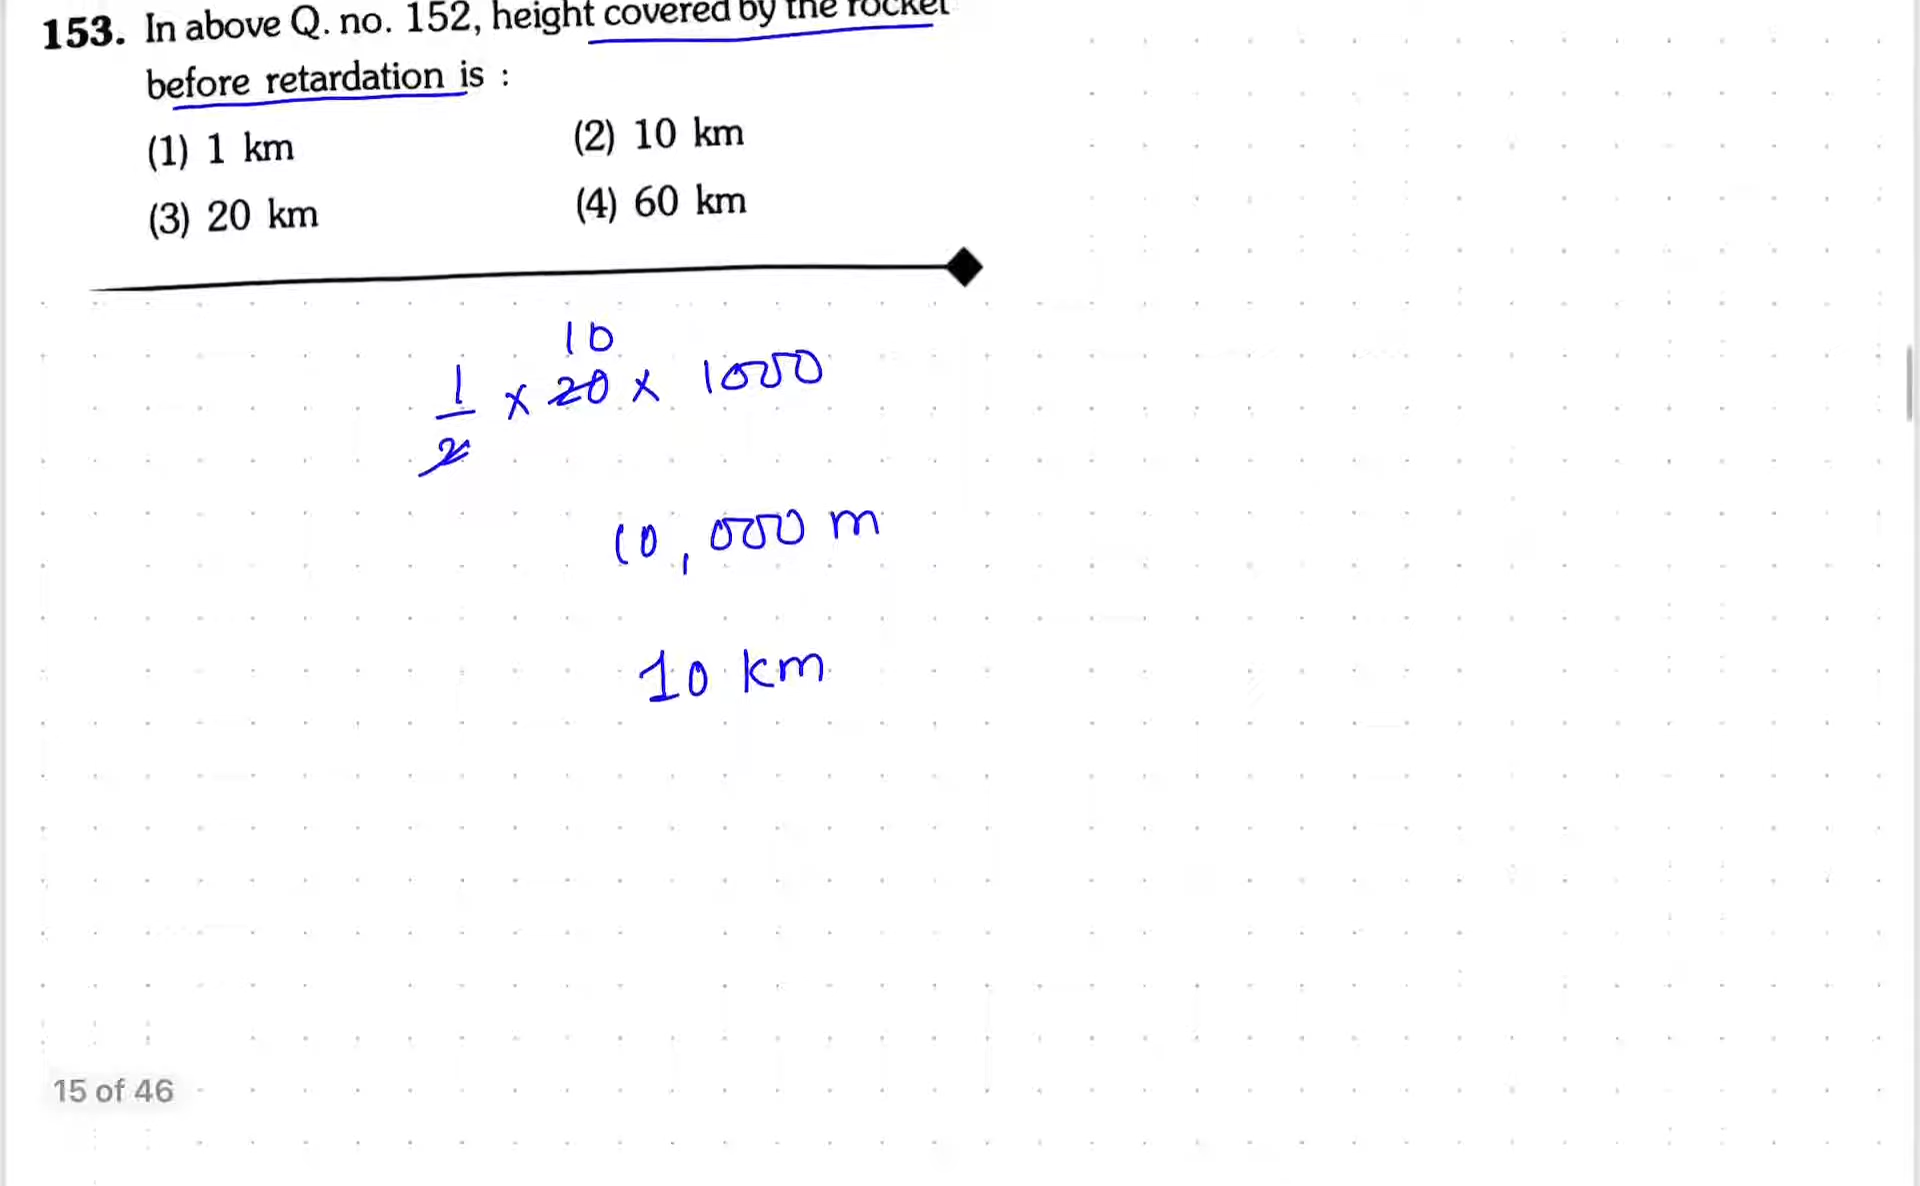 153. In above Q. no. 152, height covered by the rocket
before retardation is :
(1) 1 km (2) 10 km
(3) 20 km (4) 60 km
10
1/2 × 20 × 1000
10,000 m
10 km
15 of 46